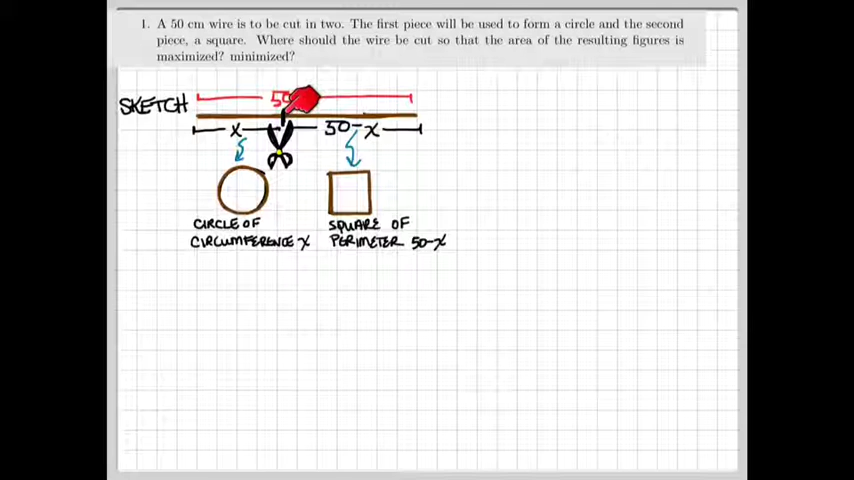 1. A 50 cm wire is to be cut in two. The first piece will be used to form a circle and the second
piece, a square. Where should the wire be cut so that the area of the resulting figures is
maximized? minimized?
SKETCH
50
x
50-x
CIRCLE OF
CIRCUMFERENCE x
SQUARE OF
PERIMETER 50-x